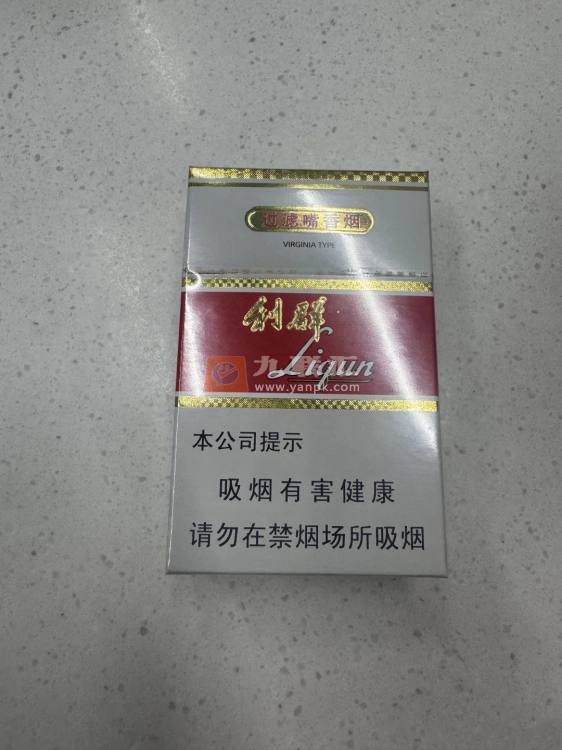 过滤嘴香烟
VIRGINIA TYPE
利群
Liqun
www.yanpk.com
本公司提示
吸烟有害健康
请勿在禁烟场所吸烟